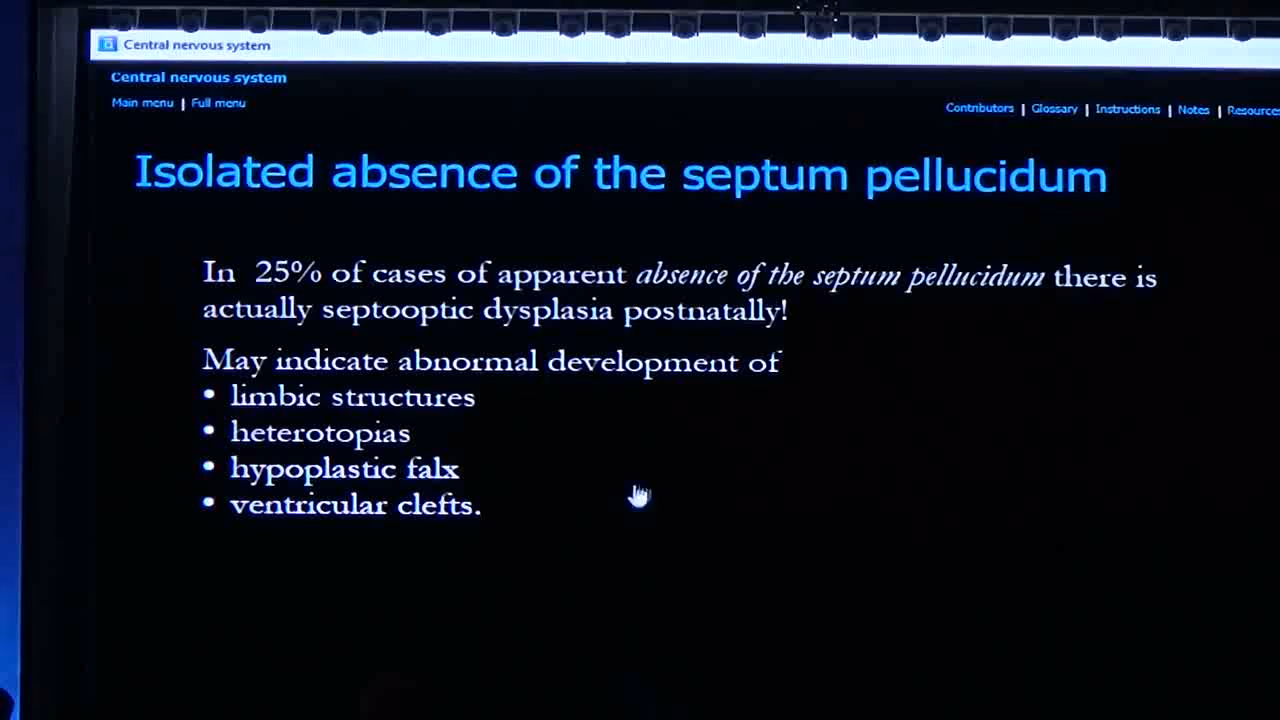 Central nervous system
Central nervous system
Main menu | Full menu
Contributors | Glossary | Instructions | Notes | Resources
Isolated absence of the septum pellucidum
In 25% of cases of apparent absence of the septum pellucidum there is
actually septooptic dysplasia postnatally!
May indicate abnormal development of
• limbic structures
• heterotopias
• hypoplastic falx
• ventricular clefts.